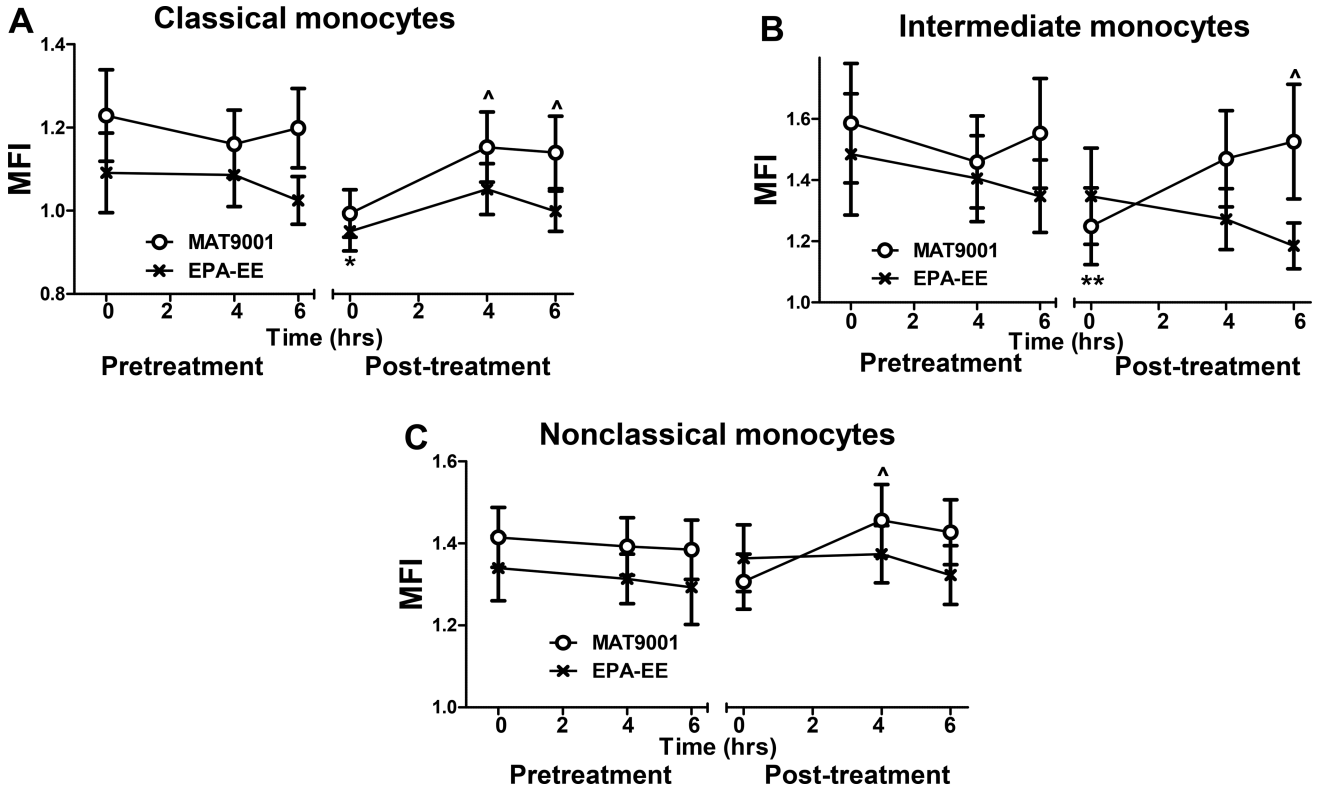 A
Classical monocytes
1.4
1.2
1.0
0.8
MFI
^ ^
*
MAT9001
EPA-EE
0 2 4 6 0 2 4 6
Time (hrs)
Pretreatment Post-treatment
B
Intermediate monocytes
1.6
1.4
1.2
1.0
MFI
^
**
MAT9001
EPA-EE
0 2 4 6 0 2 4 6
Time (hrs)
Pretreatment Post-treatment
C
Nonclassical monocytes
1.6
1.4
1.2
1.0
MFI
^
MAT9001
EPA-EE
0 2 4 6 0 2 4 6
Time (hrs)
Pretreatment Post-treatment